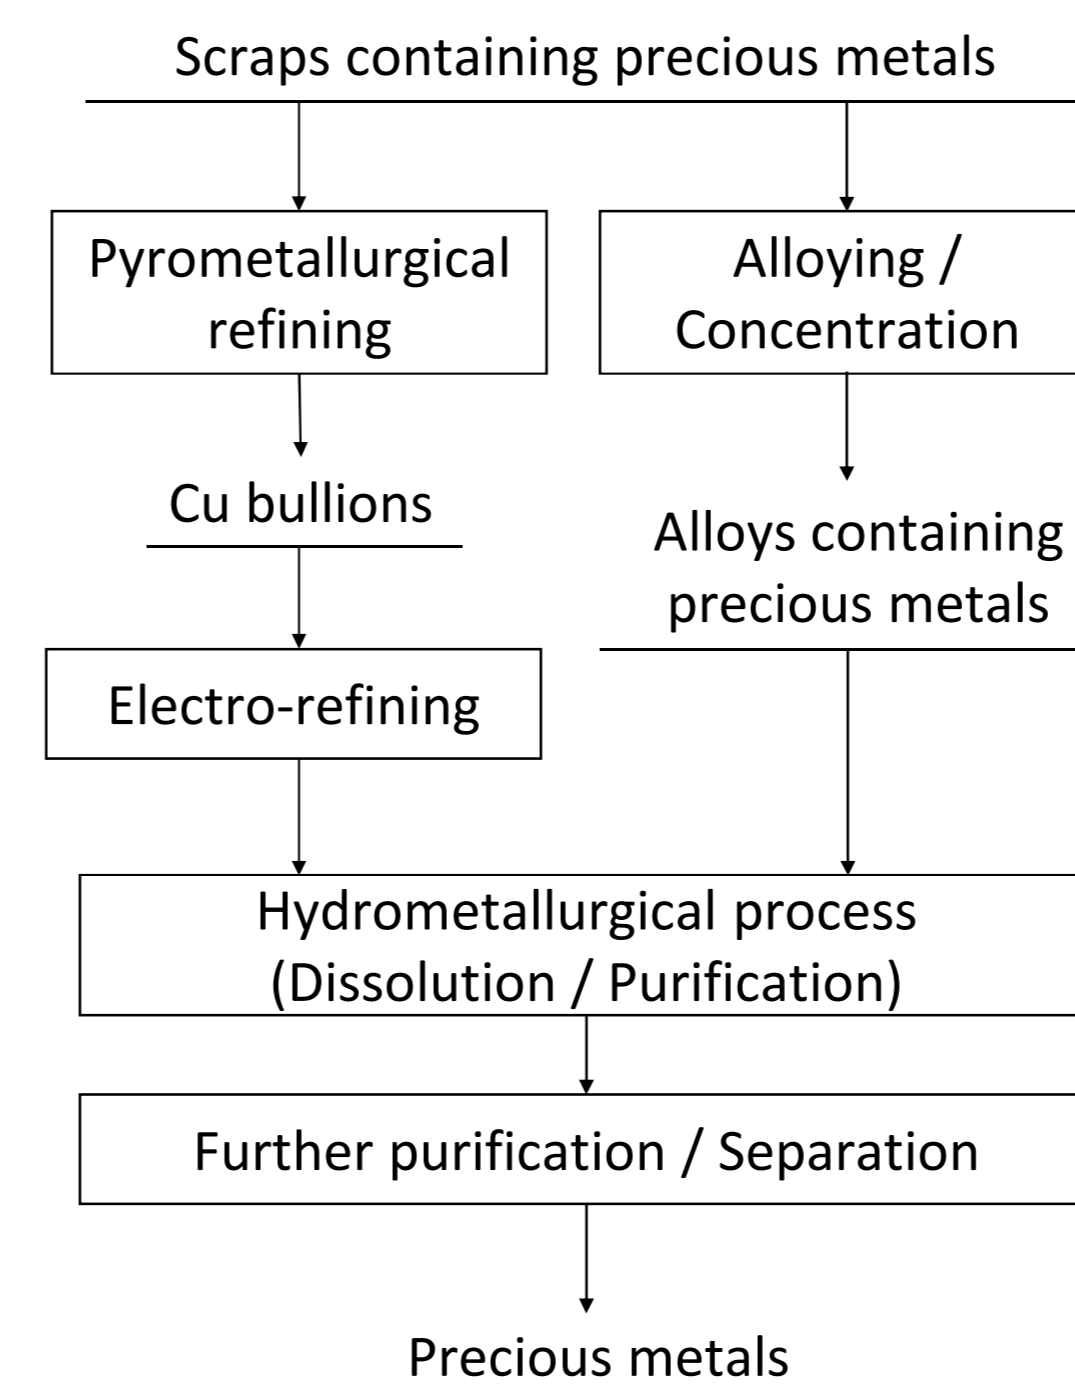 Scraps containing precious metals
Pyrometallurgical
refining
Alloying /
Concentration
Cu bullions
Alloys containing
precious metals
Electro-refining
Hydrometallurgical process
(Dissolution / Purification)
Further purification / Separation
Precious metals